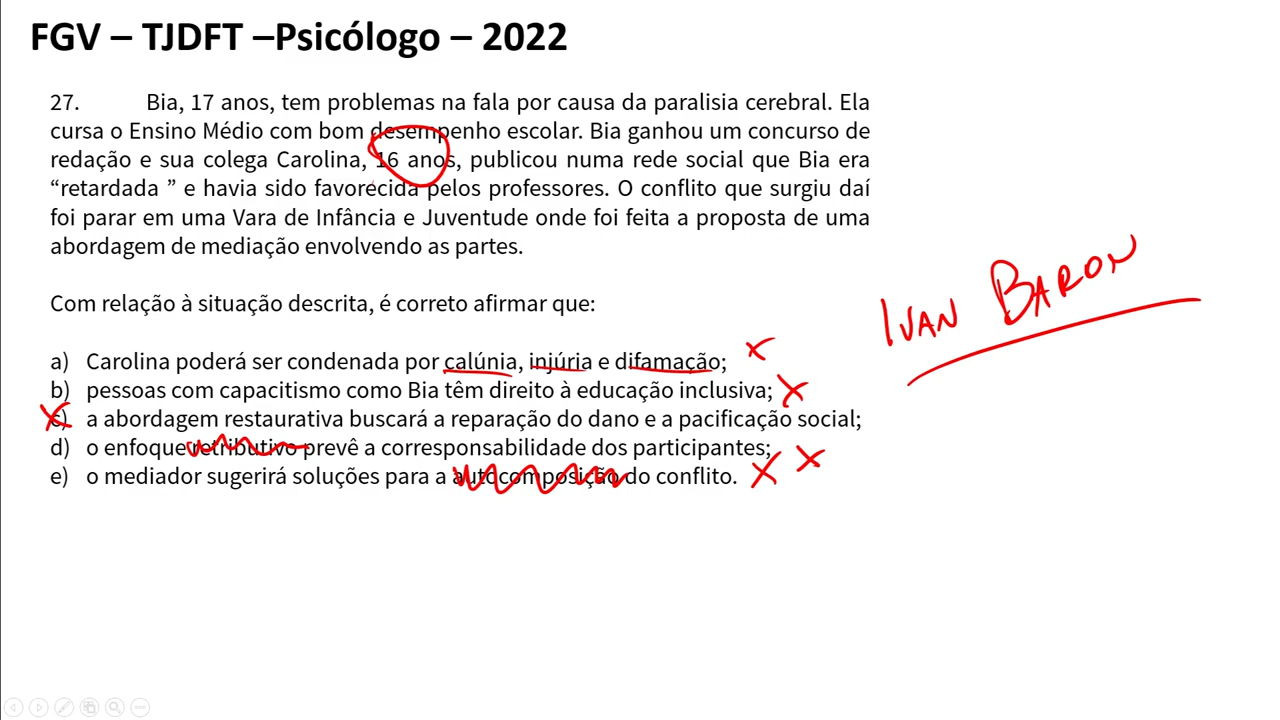 FGV – TJDFT –Psicólogo – 2022
27. Bia, 17 anos, tem problemas na fala por causa da paralisia cerebral. Ela
cursa o Ensino Médio com bom desempenho escolar. Bia ganhou um concurso de
redação e sua colega Carolina, 16 anos, publicou numa rede social que Bia era
“retardada ” e havia sido favorecida pelos professores. O conflito que surgiu daí
foi parar em uma Vara de Infância e Juventude onde foi feita a proposta de uma
abordagem de mediação envolvendo as partes.
IVAN BARON
Com relação à situação descrita, é correto afirmar que:
a) Carolina poderá ser condenada por calúnia, injúria e difamação;
b) pessoas com capacitismo como Bia têm direito à educação inclusiva;
c) a abordagem restaurativa buscará a reparação do dano e a pacificação social;
d) o enfoque retributivo prevê a corresponsabilidade dos participantes;
e) o mediador sugerirá soluções para a autocomposição do conflito.